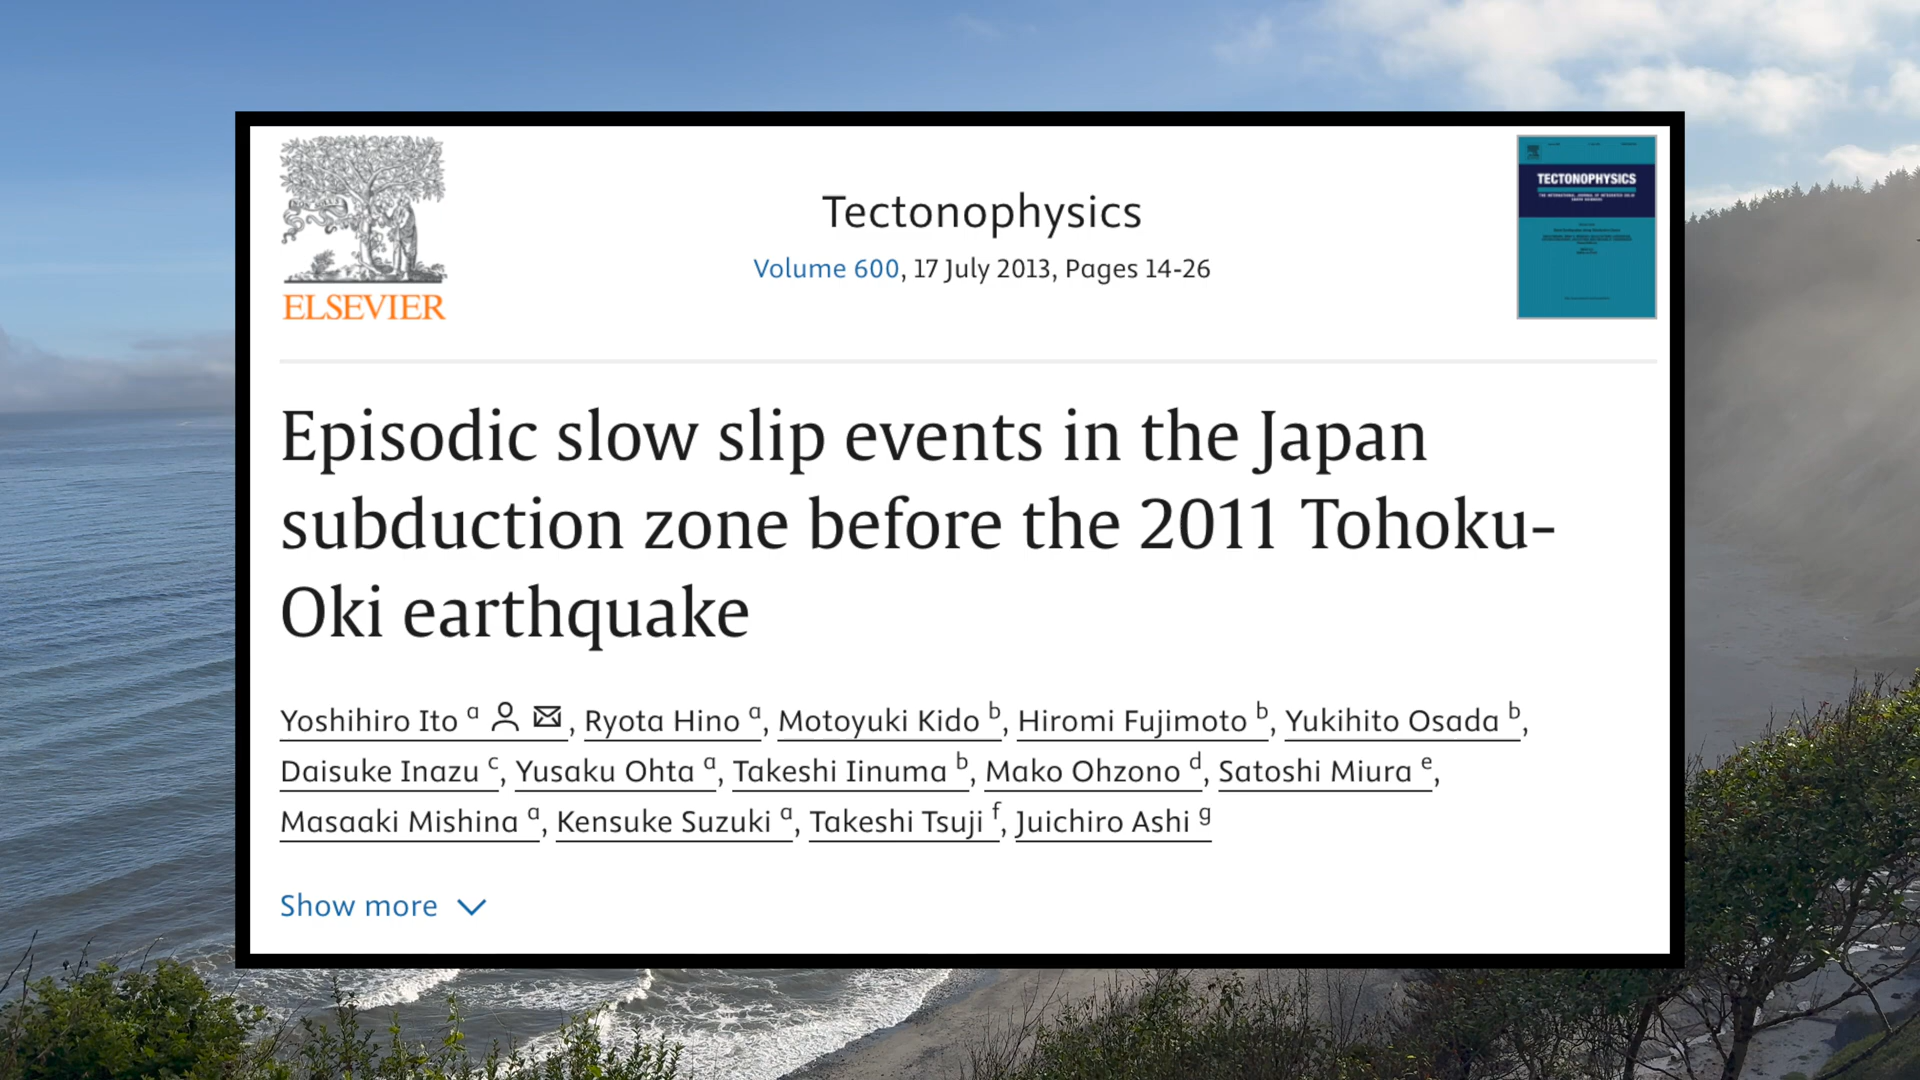 ELSEVIER
Tectonophysics
Volume 600, 17 July 2013, Pages 14-26
TECTONOPHYSICS
Episodic slow slip events in the Japan
subduction zone before the 2011 Tohoku-
Oki earthquake
Yoshihiro Ito a, Ryota Hino a, Motoyuki Kido b, Hiromi Fujimoto b, Yukihito Osada b,
Daisuke Inazu c, Yusaku Ohta a, Takeshi Iinuma b, Mako Ohzono d, Satoshi Miura e,
Masaaki Mishina a, Kensuke Suzuki a, Takeshi Tsuji f, Juichiro Ashi g
Show more